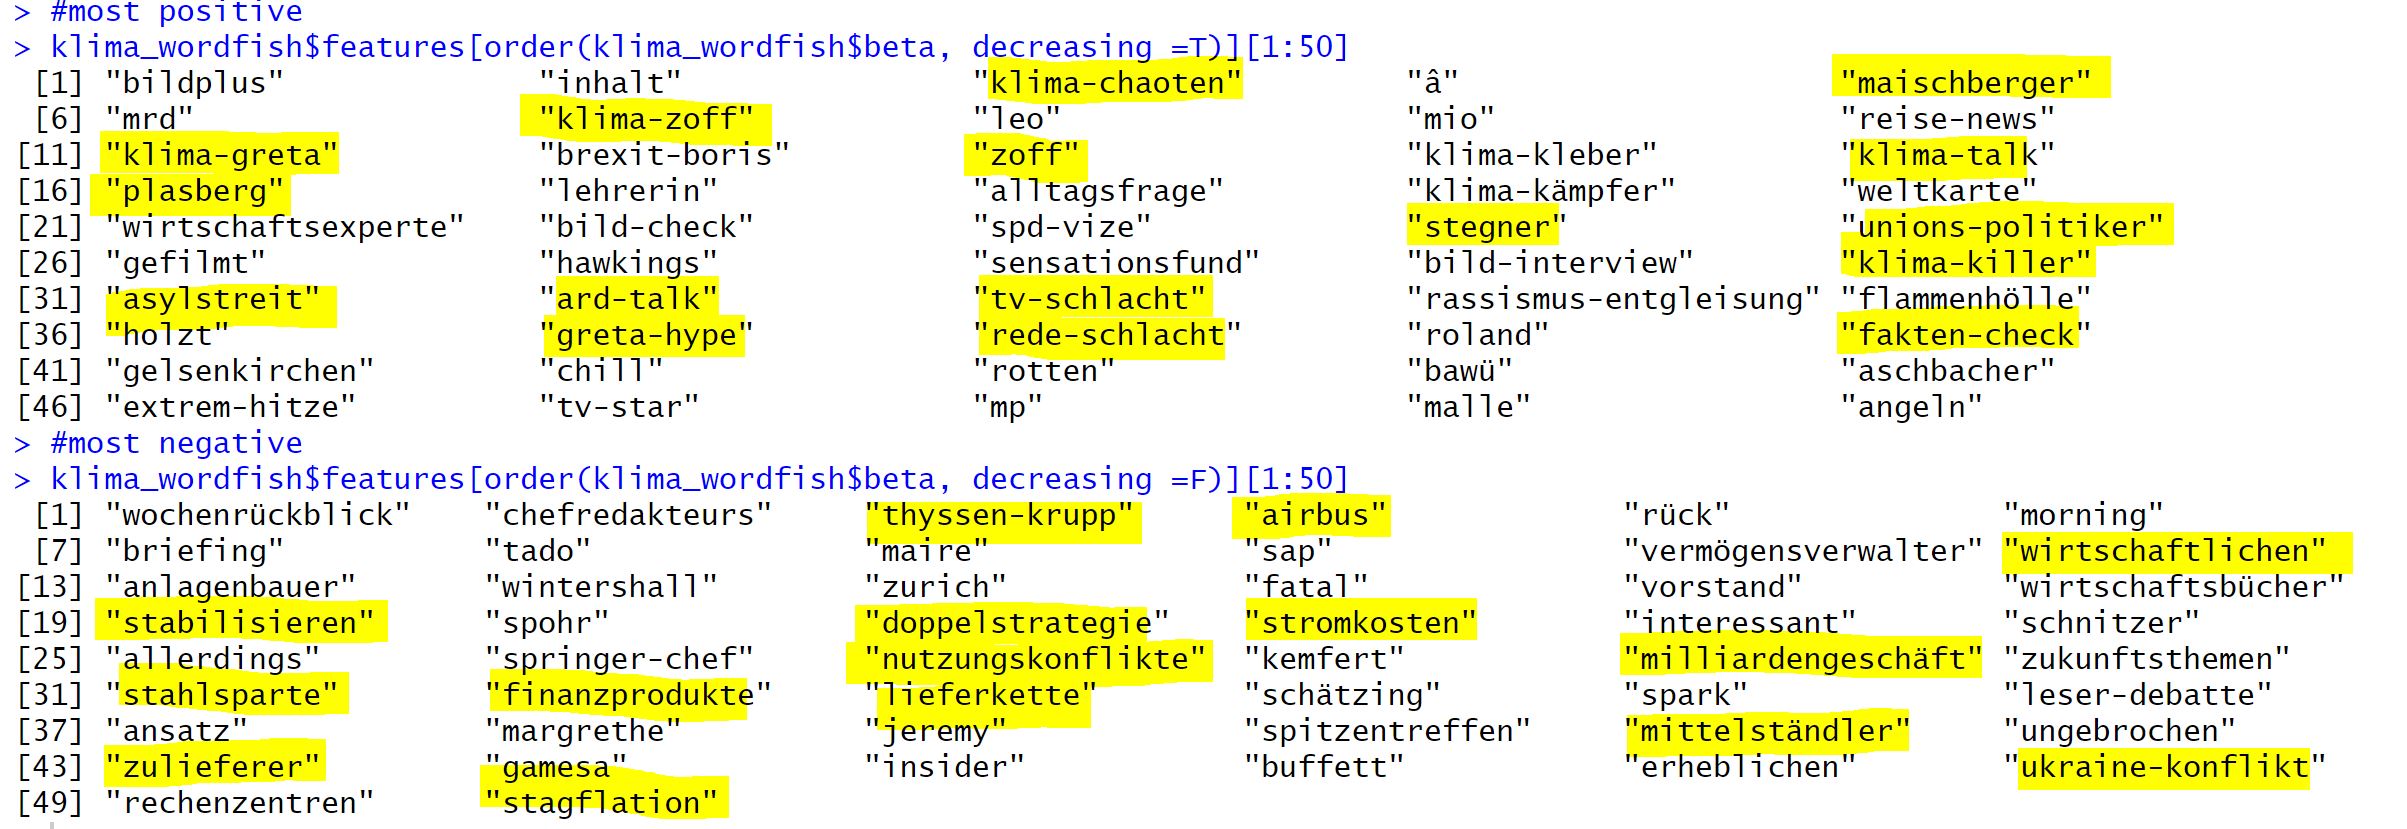 > #most positive
> klima_wordfish$features[order(klima_wordfish$beta, decreasing =T)][1:50]
[1] "bildplus" "inhalt" "klima-chaoten" "â" "maischberger"
[6] "mrd" "klima-zoff" "leo" "mio" "reise-news"
[11] "klima-greta" "brexit-boris" "zoff" "klima-kleber" "klima-talk"
[16] "plasberg" "lehrerin" "alltagsfrage" "klima-kämpfer" "weltkarte"
[21] "wirtschaftsexperte" "bild-check" "spd-vize" "stegner" "unions-politiker"
[26] "gefilmt" "hawkings" "sensationsfund" "bild-interview" "klima-killer"
[31] "asylstreit" "ard-talk" "tv-schlacht" "rassismus-entgleisung" "flammenhölle"
[36] "holzt" "greta-hype" "rede-schlacht" "roland" "fakten-check"
[41] "gelsenkirchen" "chill" "rotten" "bawü" "aschbacher"
[46] "extrem-hitze" "tv-star" "mp" "malle" "angeln"
> #most negative
> klima_wordfish$features[order(klima_wordfish$beta, decreasing =F)][1:50]
[1] "wochenrückblick" "chefredakteurs" "thyssen-krupp" "airbus" "rück" "morning"
[7] "briefing" "tado" "maire" "sap" "vermögensverwalter" "wirtschaftlichen"
[13] "anlagenbauer" "wintershall" "zurich" "fatal" "vorstand" "wirtschaftsbücher"
[19] "stabilisieren" "spohr" "doppelstrategie" "stromkosten" "interessant" "schnitzer"
[25] "allerdings" "springer-chef" "nutzungskonflikte" "kemfert" "milliardengeschäft" "zukunftsthemen"
[31] "stahlsparte" "finanzprodukte" "lieferkette" "schätzing" "spark" "leser-debatte"
[37] "ansatz" "margrethe" "jeremy" "spitzentreffen" "mittelständler" "ungebrochen"
[43] "zulieferer" "gamesa" "insider" "buffett" "erheblichen" "ukraine-konflikt"
[49] "rechenzentren" "stagflation"